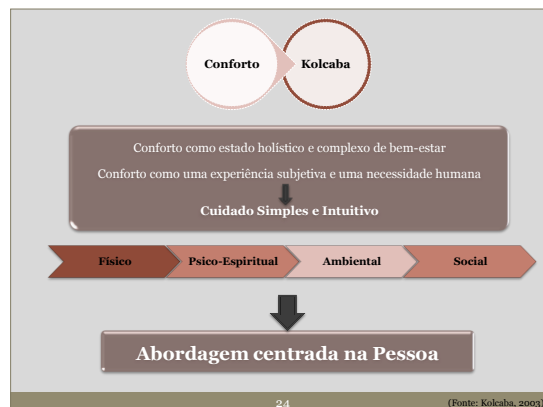 Conforto
Kolcaba
Conforto como estado holístico e complexo de bem-estar
Conforto como uma experiência subjetiva e uma necessidade humana
Cuidado Simples e Intuitivo
Físico
Psico-Espiritual
Ambiental
Social
Abordagem centrada na Pessoa
24
(Fonte: Kolcaba, 2003)